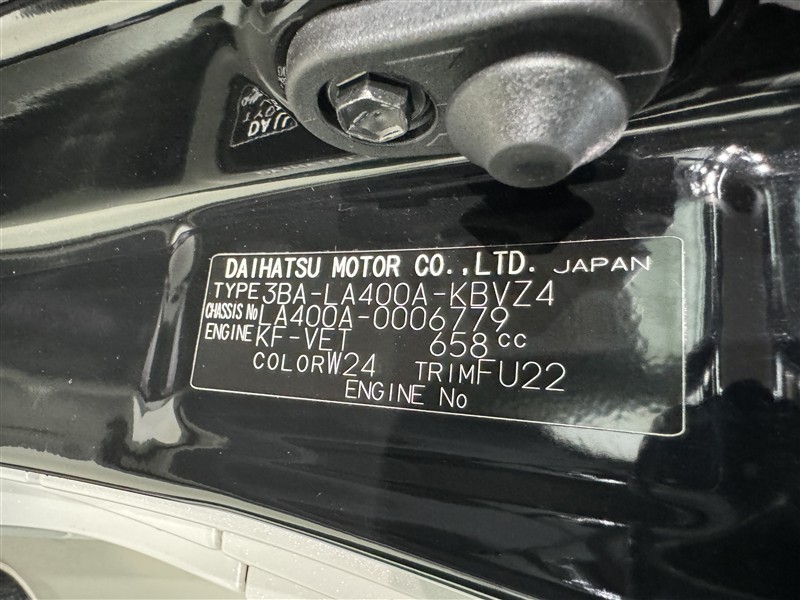 DAIHATSU MOTOR CO.,LTD. JAPAN
TYPE 3BA-LA400A-KBVZ4
CHASSIS No LA400A-0006779
ENGINE KF-VET 658 cc
COLOR W24 TRIM FU22
ENGINE No